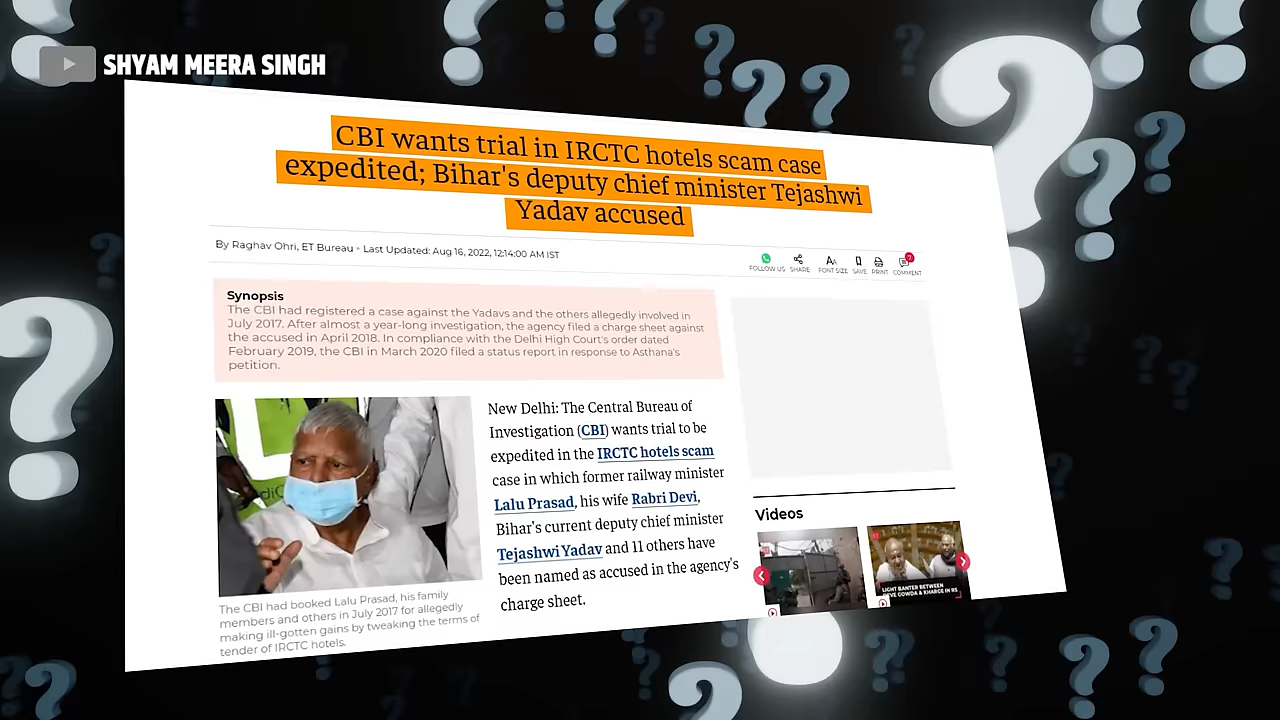 SHYAM MEERA SINGH
CBI wants trial in IRCTC hotels scam case
expedited; Bihar's deputy chief minister Tejashwi
Yadav accused
By Raghav Ohri, ET Bureau • Last Updated: Aug 16, 2022, 12:14:00 AM IST
FOLLOW US SHARE FONT SIZE SAVE PRINT COMMENT
Synopsis
The CBI had registered a case against the Yadavs and the others allegedly involved in
July 2017. After almost a year-long investigation, the agency filed a charge sheet against
the accused in April 2018. In compliance with the Delhi High Court's order dated
February 2019, the CBI in March 2020 filed a status report in response to Asthana's
petition.
The CBI had booked Lalu Prasad, his family
members and others in July 2017 for allegedly
making ill-gotten gains by tweaking the terms of
tender of IRCTC hotels.
New Delhi: The Central Bureau of
Investigation (CBI) wants trial to be
expedited in the IRCTC hotels scam
case in which former railway minister
Lalu Prasad, his wife Rabri Devi,
Bihar's current deputy chief minister
Tejashwi Yadav and 11 others have
been named as accused in the agency's
charge sheet.
Videos
LIGHT BANTER BETWEEN
GOWDA & KHARGE IN RS